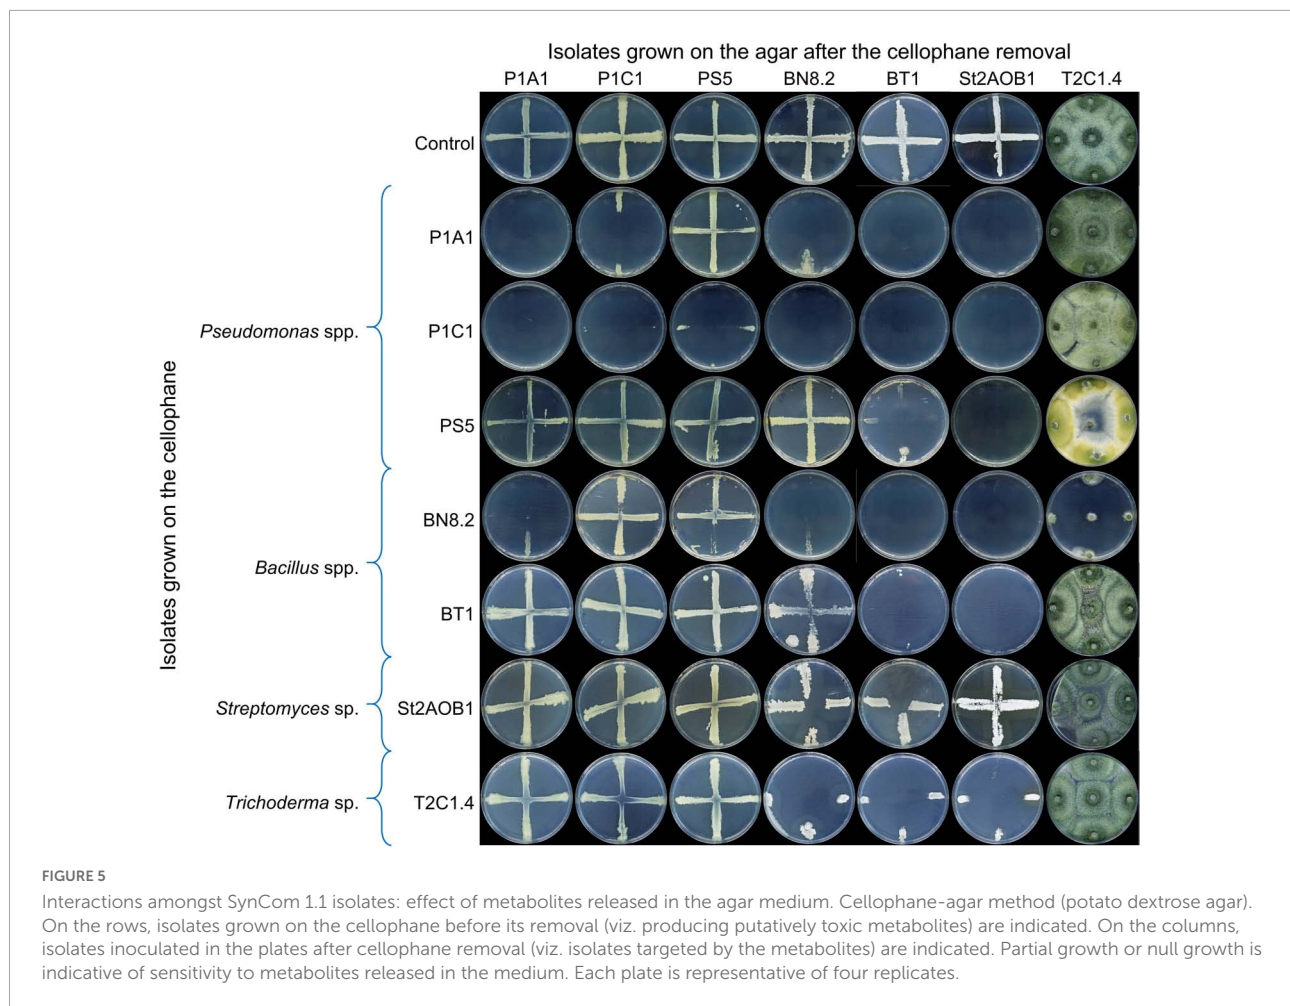 Isolates grown on the agar after the cellophane removal
P1A1 P1C1 PS5 BN8.2 BT1 St2AOB1 T2C1.4
Control
P1A1
P1C1
Pseudomonas spp.
PS5
Isolates grown on the cellophane
BN8.2
Bacillus spp.
BT1
Streptomyces sp.
St2AOB1
Trichoderma sp.
T2C1.4
FIGURE 5
Interactions amongst SynCom 1.1 isolates: effect of metabolites released in the agar medium. Cellophane-agar method (potato dextrose agar).
On the rows, isolates grown on the cellophane before its removal (viz. producing putatively toxic metabolites) are indicated. On the columns,
isolates inoculated in the plates after cellophane removal (viz. isolates targeted by the metabolites) are indicated. Partial growth or null growth is
indicative of sensitivity to metabolites released in the medium. Each plate is representative of four replicates.